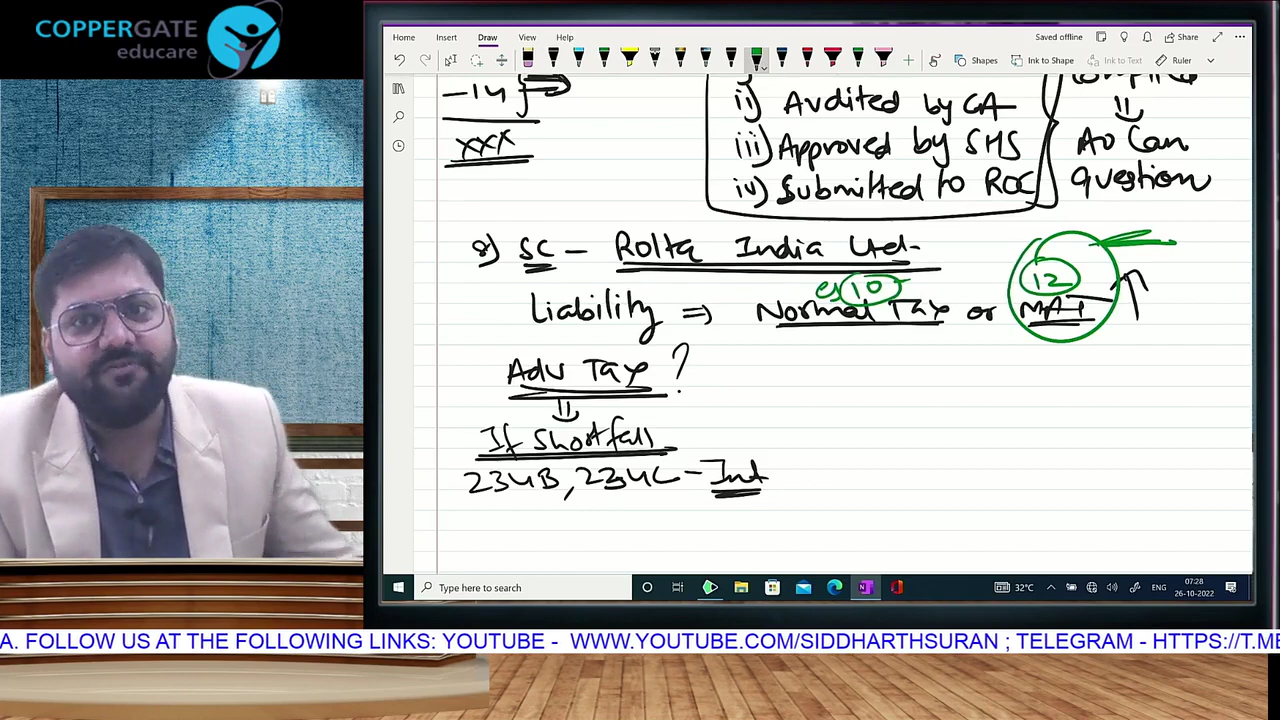 COPPERGATE
educare
Home Insert Draw View Help
Saved offline Share
Shapes Ink to Shape Ink to Text Ruler
-14
XXX
ii) Audited by CA
iii) Approved by SHS
iv) Submitted to ROC
AO Can
question
8) SC - Rolta India Ltd.
eg 10 12
Liability ⇒ Normal Tax or MAT ↑
Adv Tax ?
If Shortfall
234B, 234C - Int
Type here to search
32°C ENG 07:28
26-10-2022
A. FOLLOW US AT THE FOLLOWING LINKS: YOUTUBE - WWW.YOUTUBE.COM/SIDDHARTHSURAN ; TELEGRAM - HTTPS://T.ME